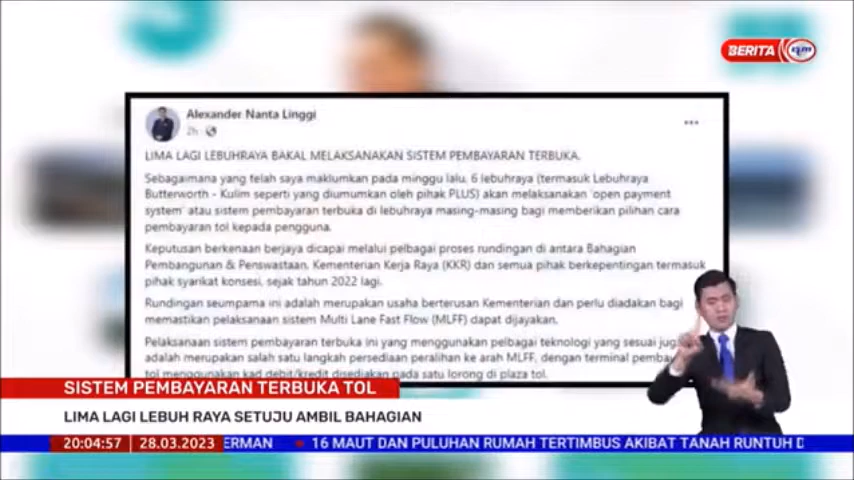 BERITA rtm
Alexander Nanta Linggi
2h
LIMA LAGI LEBUHRAYA BAKAL MELAKSANAKAN SISTEM PEMBAYARAN TERBUKA.
Sebagaimana yang telah saya maklumkan pada minggu lalu, 6 lebuhraya (termasuk Lebuhraya
Butterworth - Kulim seperti yang diumumkan oleh pihak PLUS) akan melaksanakan 'open payment
system' atau sistem pembayaran terbuka di lebuhraya masing-masing bagi memberikan pilihan cara
pembayaran tol kepada pengguna.
Keputusan berkenaan berjaya dicapai melalui pelbagai proses rundingan di antara Bahagian
Pembangunan & Penswastaan, Kementerian Kerja Raya (KKR) dan semua pihak berkepentingan termasuk
pihak syarikat konsesi, sejak tahun 2022 lagi.
Rundingan seumpama ini adalah merupakan usaha berterusan Kementerian dan perlu diadakan bagi
memastikan pelaksanaan sistem Multi Lane Fast Flow (MLFF) dapat dijayakan.
Pelaksanaan sistem pembayaran terbuka ini yang menggunakan pelbagai teknologi yang sesuai jug
adalah merupakan salah satu langkah persediaan peralihan ke arah MLFF, dengan terminal pemba
tol menggunakan kad debit/kredit disediakan pada satu lorong di plaza tol.
SISTEM PEMBAYARAN TERBUKA TOL
LIMA LAGI LEBUH RAYA SETUJU AMBIL BAHAGIAN
20:04:57 28.03.2023 ERMAN 16 MAUT DAN PULUHAN RUMAH TERTIMBUS AKIBAT TANAH RUNTUH D